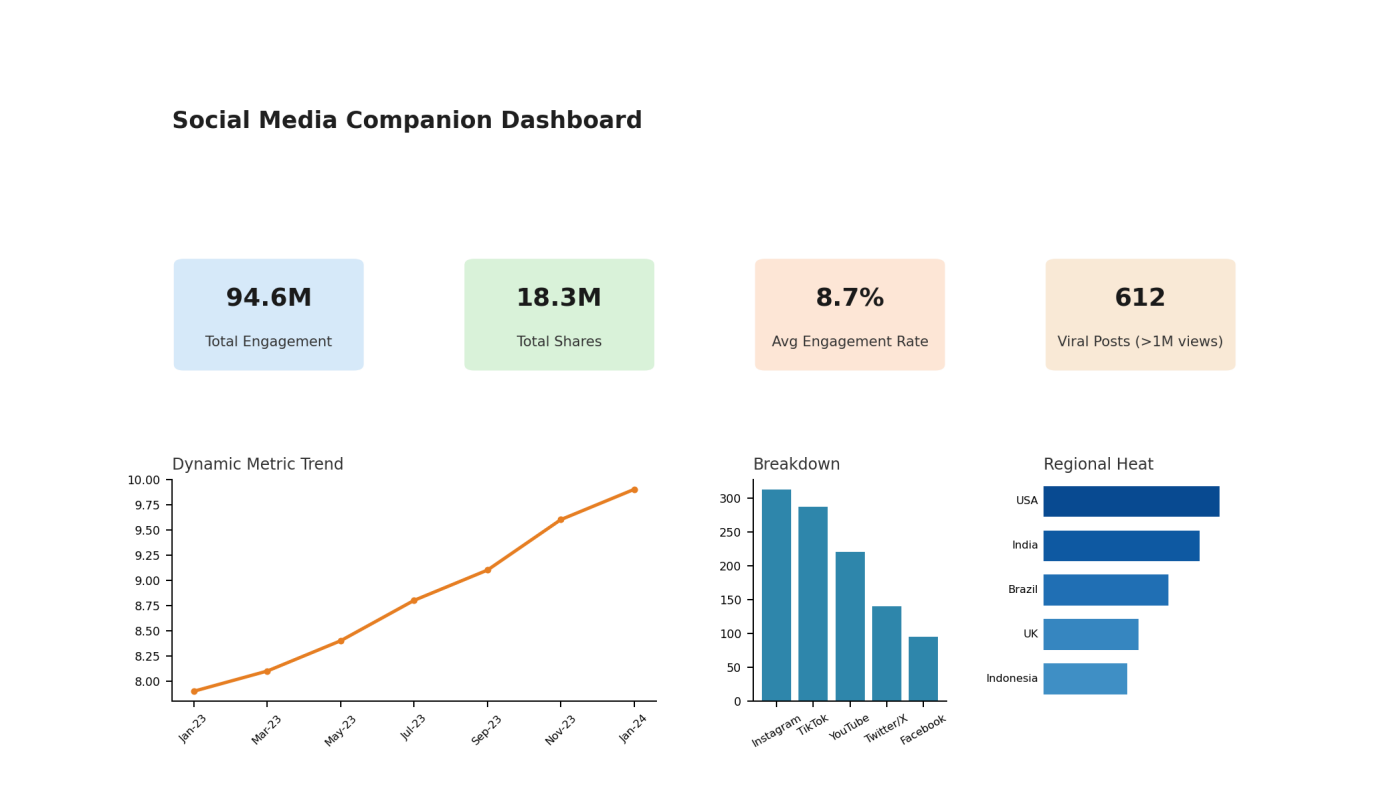 Social Media Companion Dashboard
94.6M
Total Engagement
18.3M
Total Shares
8.7%
Avg Engagement Rate
612
Viral Posts (>1M views)
Dynamic Metric Trend
10.00
9.75
9.50
9.25
9.00
8.75
8.50
8.25
8.00
Jan-23
Mar-23
May-23
Jul-23
Sep-23
Nov-23
Jan-24
Breakdown
300
250
200
150
100
50
0
Instagram
TikTok
YouTube
Twitter/X
Facebook
Regional Heat
USA
India
Brazil
UK
Indonesia